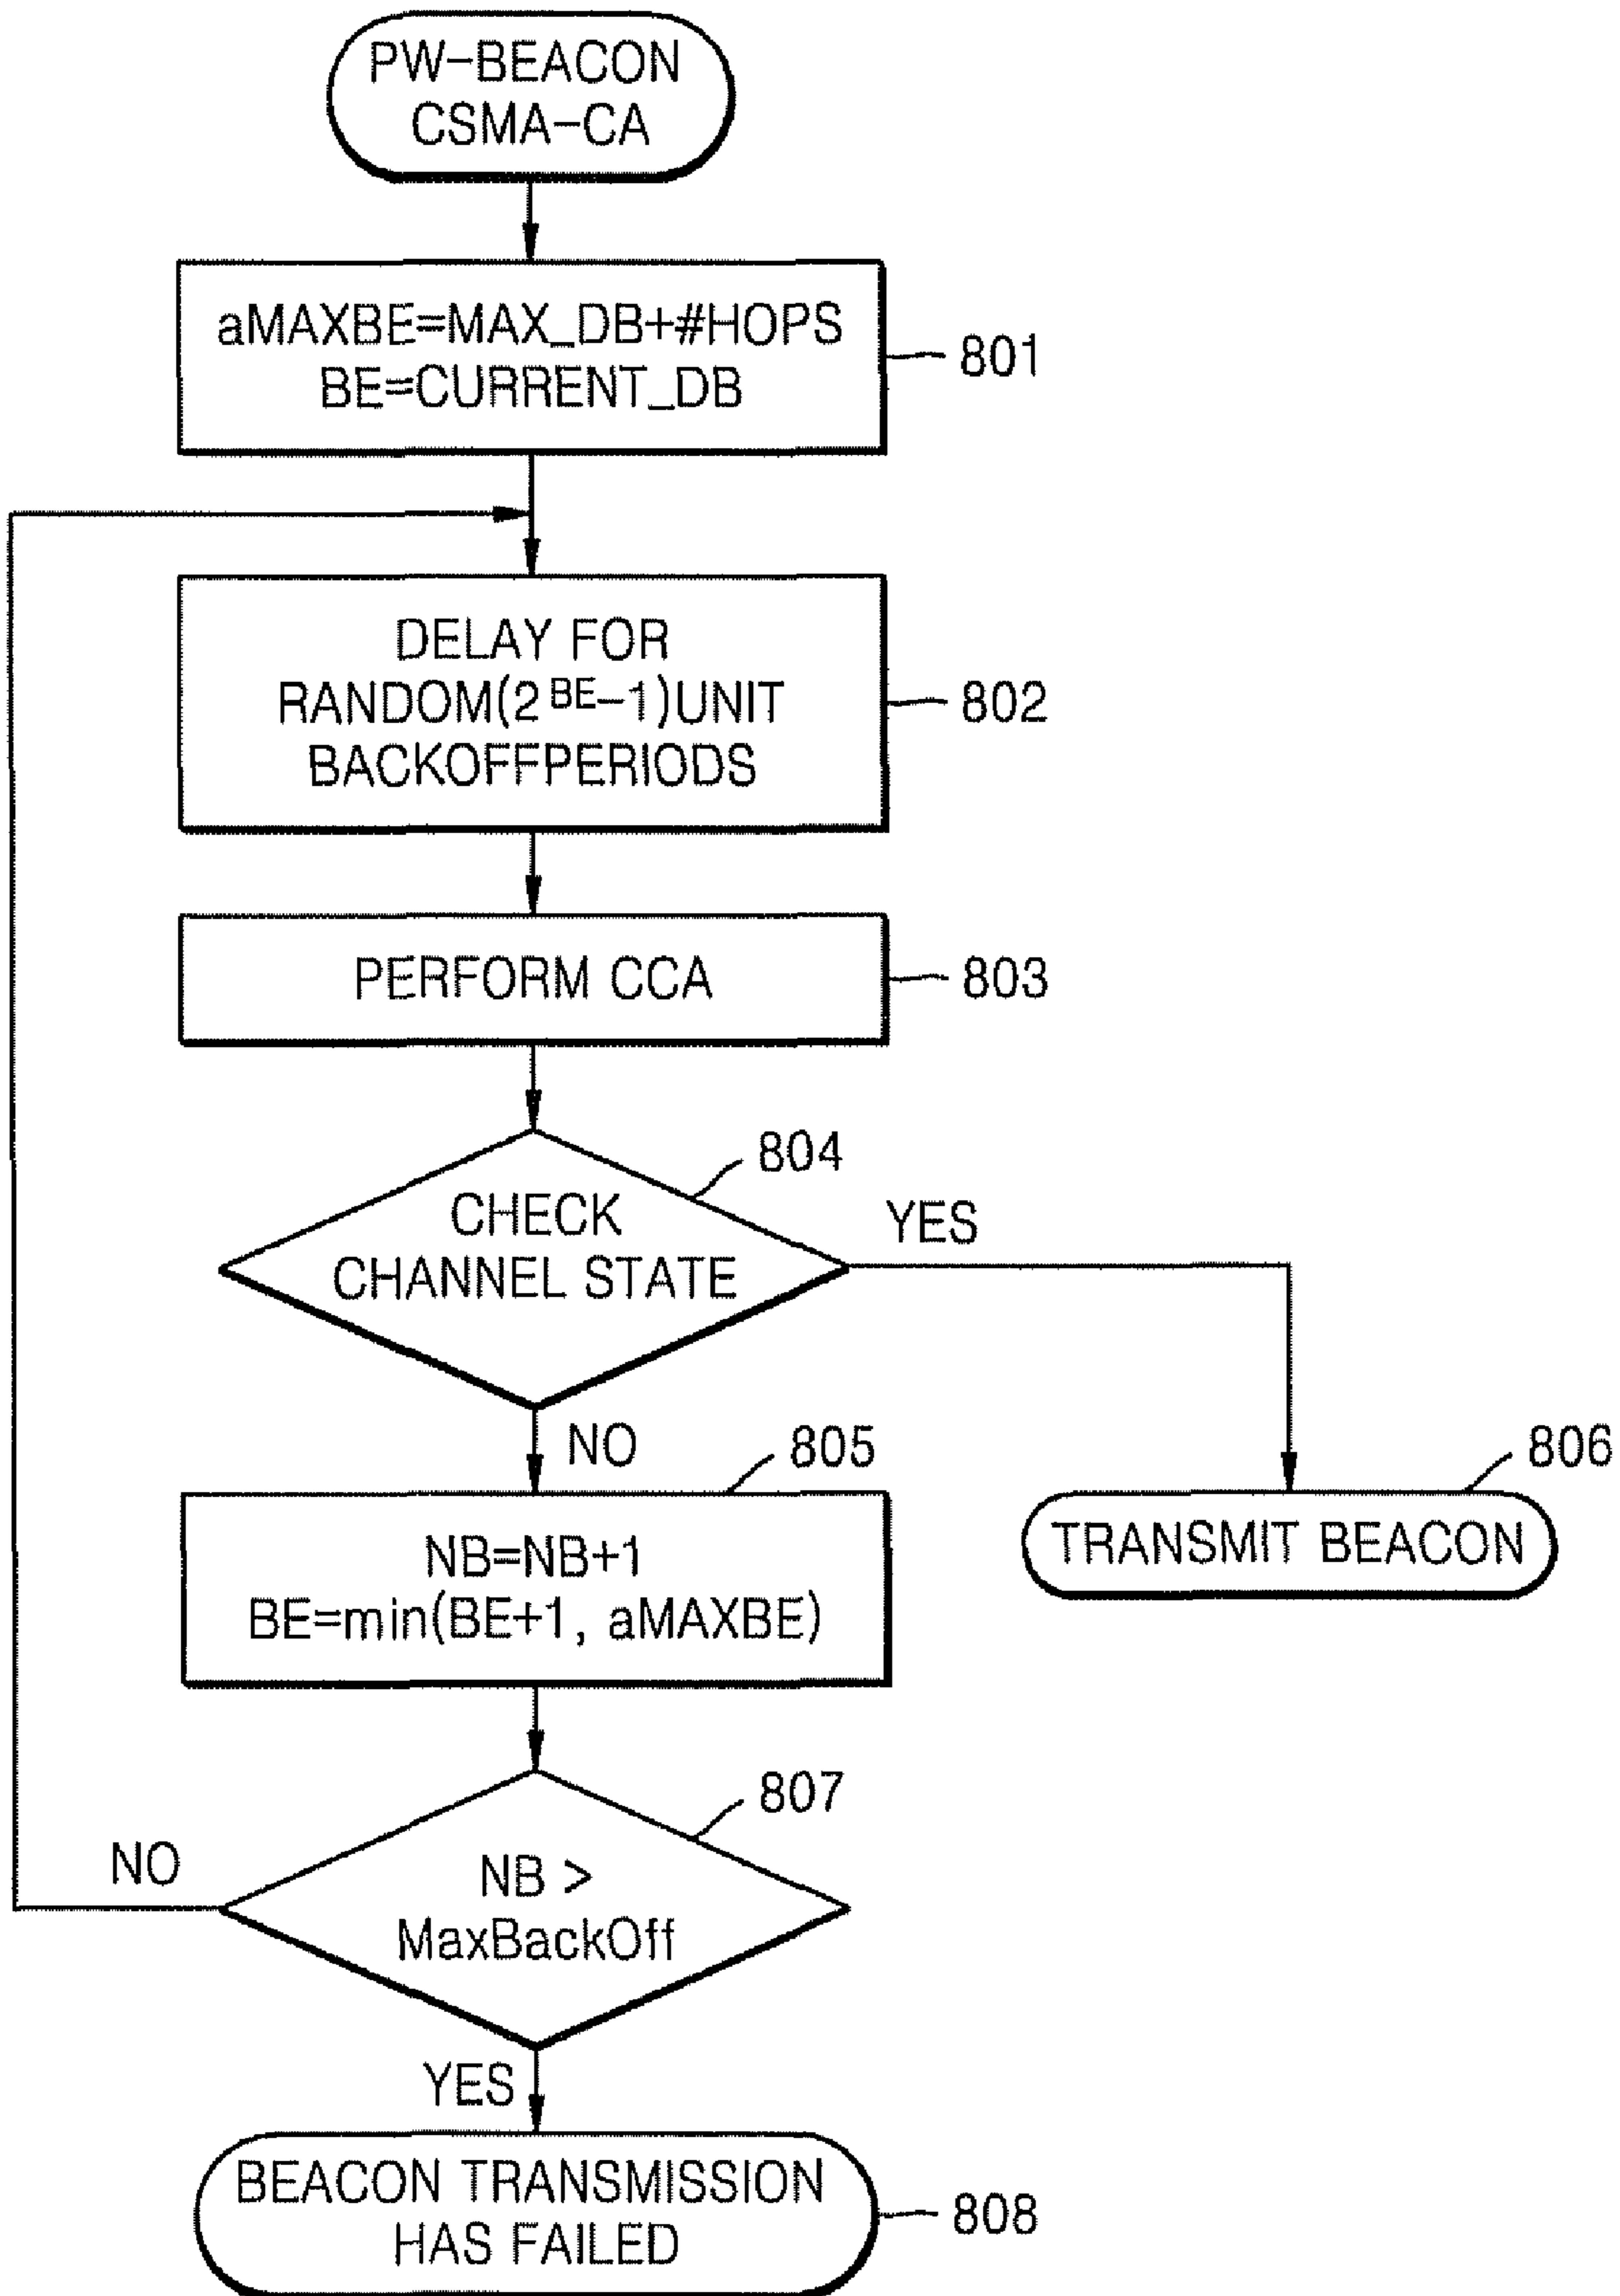 PW-BEACON
CSMA-CA
aMAXBE=MAX_DB+#HOPS
BE=CURRENT_DB
801
DELAY FOR
RANDOM(2^BE-1)UNIT
BACKOFFPERIODS
802
PERFORM CCA
803
804
CHECK
CHANNEL STATE
YES
NO
805
806
NB=NB+1
BE=min(BE+1, aMAXBE)
TRANSMIT BEACON
807
NO
NB >
MaxBackOff
YES
BEACON TRANSMISSION
HAS FAILED
808